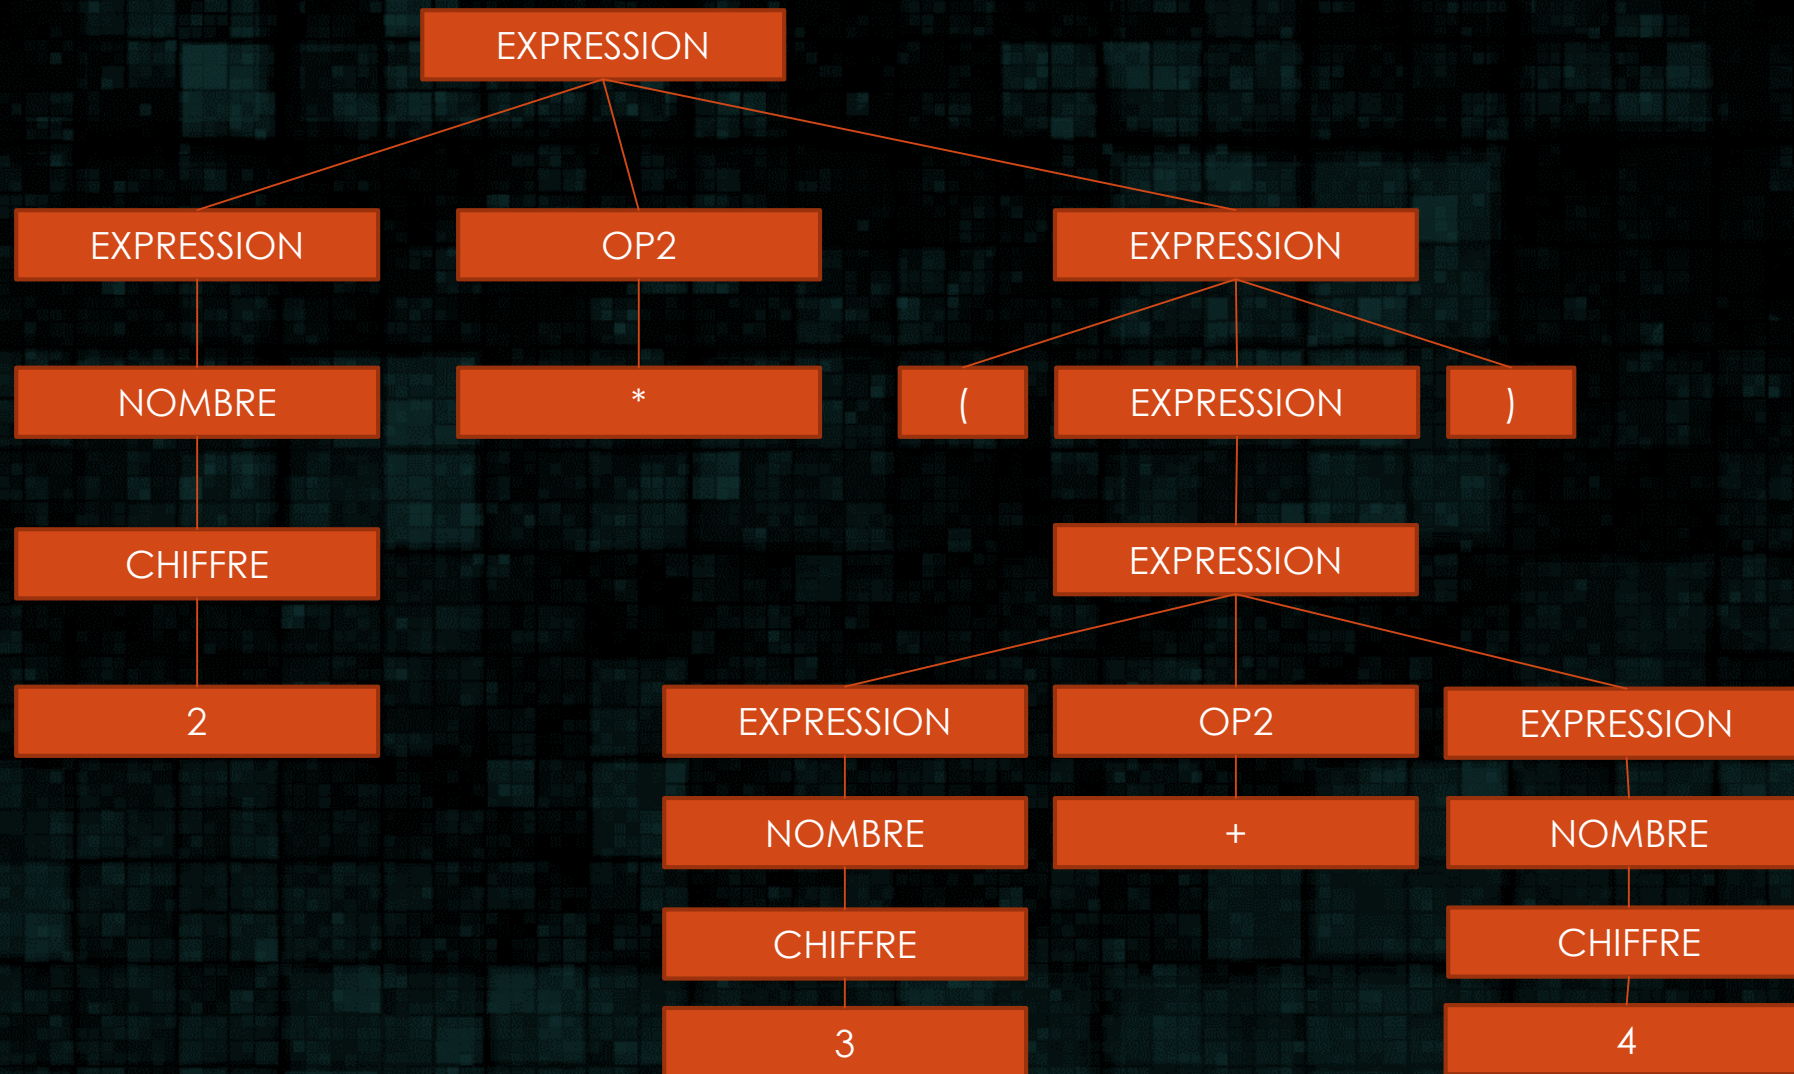 EXPRESSION
EXPRESSION
OP2
EXPRESSION
NOMBRE
*
(
EXPRESSION
)
CHIFFRE
EXPRESSION
2
EXPRESSION
OP2
EXPRESSION
NOMBRE
+
NOMBRE
CHIFFRE
CHIFFRE
3
4